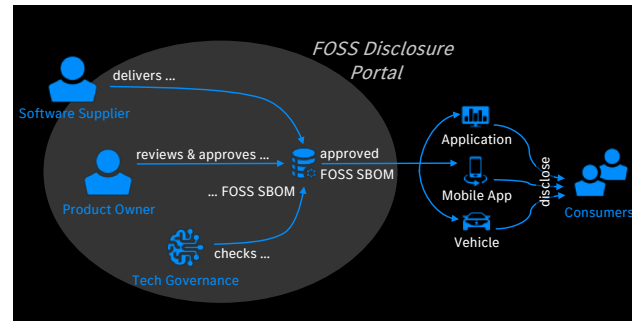 FOSS Disclosure
Portal
delivers ...
Software Supplier
reviews & approves ...
approved
FOSS SBOM
... FOSS SBOM
Product Owner
checks ...
Tech Governance
Application
Mobile App
Vehicle
disclose
Consumers